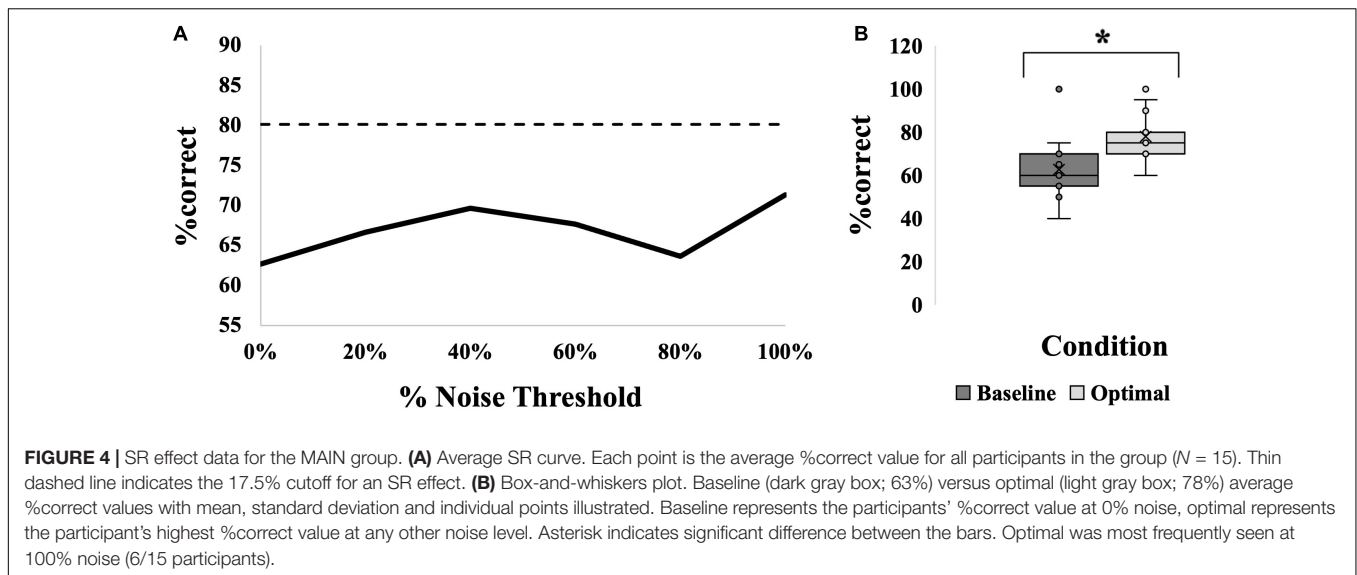 A
90
85
80
75
70
65
60
55
%correct
0% 20% 40% 60% 80% 100%
% Noise Threshold
B
120
100
80
60
40
20
0
%correct
*
Condition
Baseline Optimal
FIGURE 4 | SR effect data for the MAIN group. (A) Average SR curve. Each point is the average %correct value for all participants in the group (N = 15). Thin
dashed line indicates the 17.5% cutoff for an SR effect. (B) Box-and-whiskers plot. Baseline (dark gray box; 63%) versus optimal (light gray box; 78%) average
%correct values with mean, standard deviation and individual points illustrated. Baseline represents the participants' %correct value at 0% noise, optimal represents
the participant's highest %correct value at any other noise level. Asterisk indicates significant difference between the bars. Optimal was most frequently seen at
100% noise (6/15 participants).